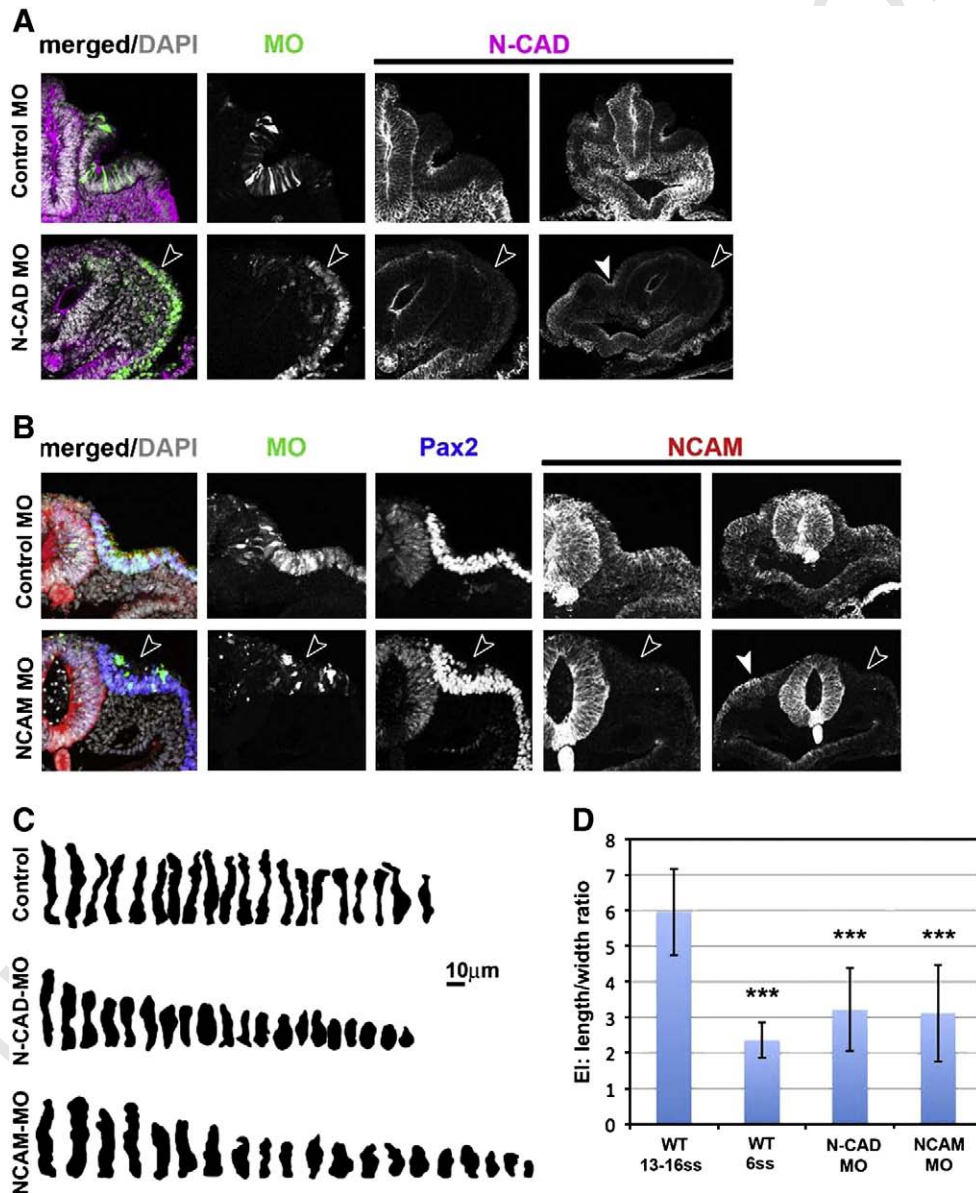 A
merged/DAPI MO N-CAD
Control MO
N-CAD MO
B
merged/DAPI MO Pax2 NCAM
Control MO
NCAM MO
C
Control
N-CAD-MO
NCAM-MO
10μm
D
EI: length/width ratio
8
7
6
5
4
3
2
1
0
***
***
***
WT
13-16ss
WT
6ss
N-CAD
MO
NCAM
MO